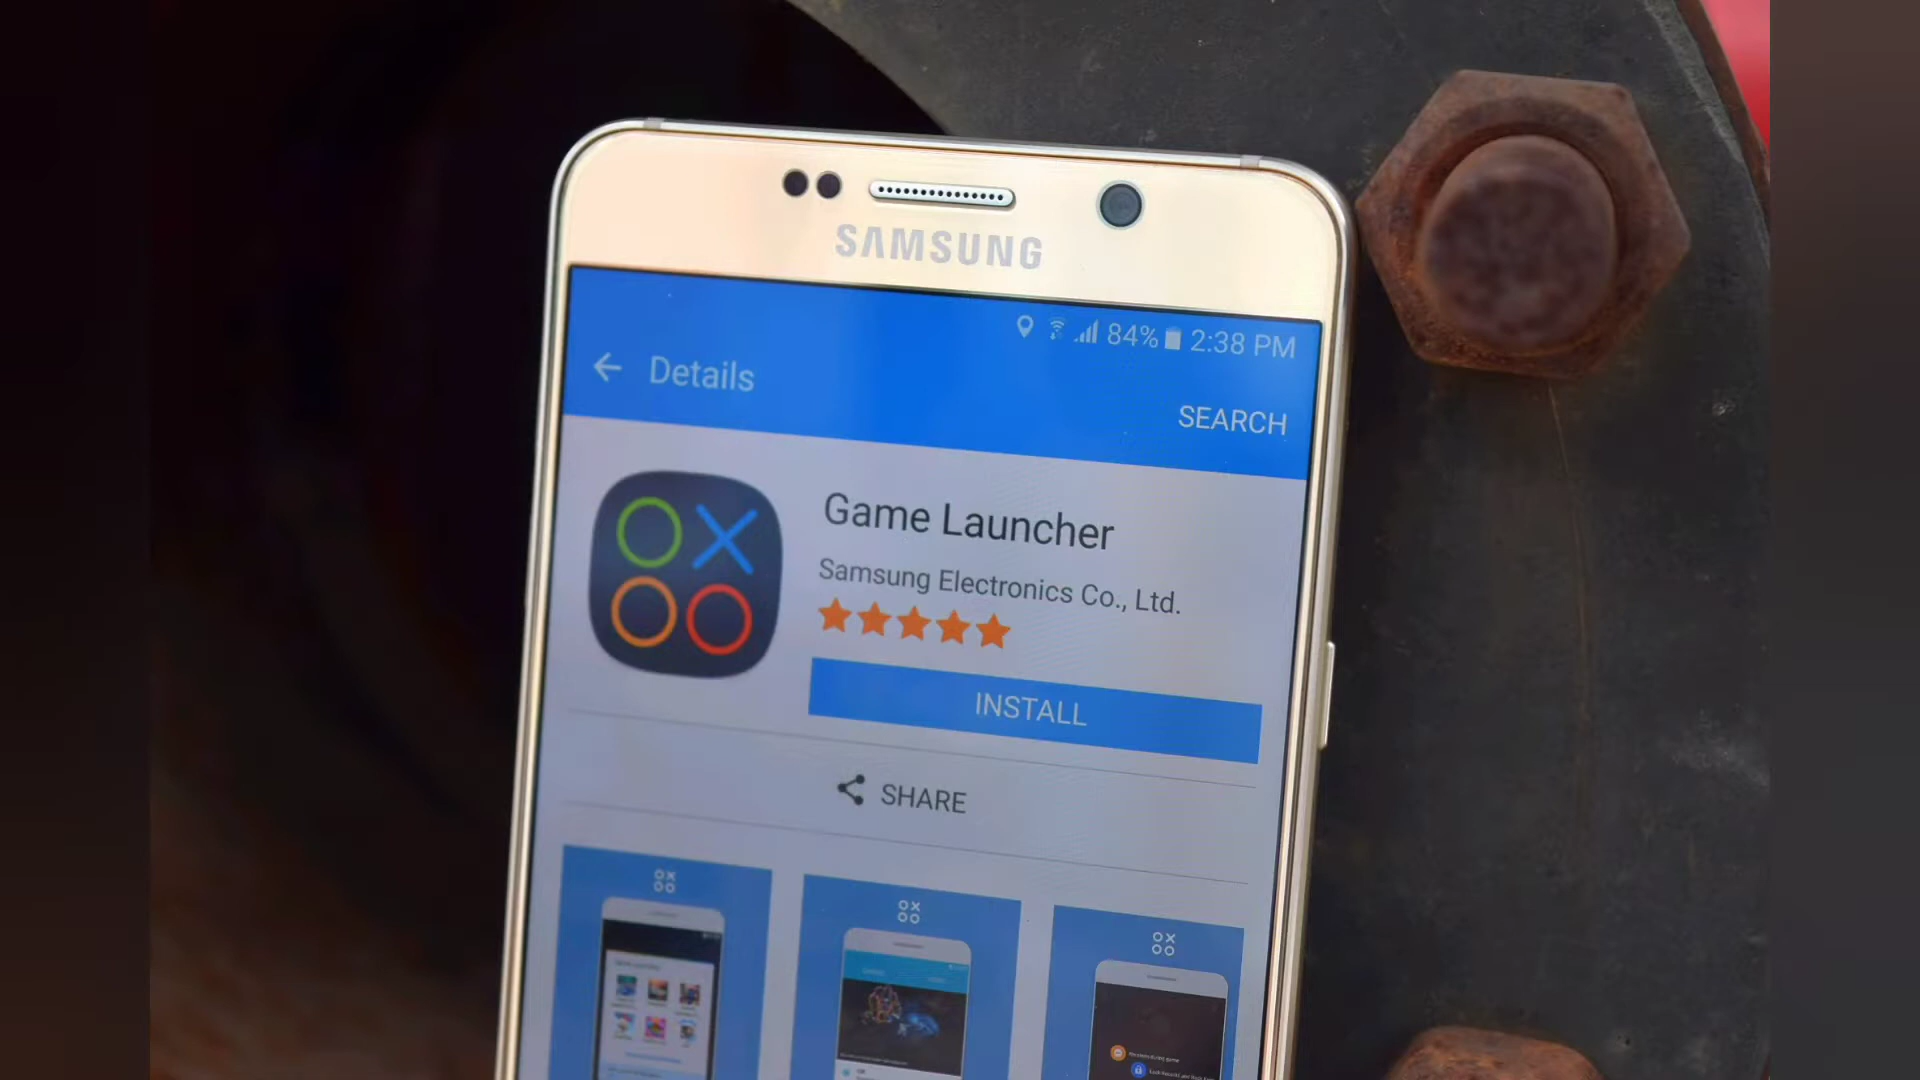 SAMSUNG
84% 2:38 PM
Details
SEARCH
Game Launcher
Samsung Electronics Co., Ltd.
INSTALL
SHARE